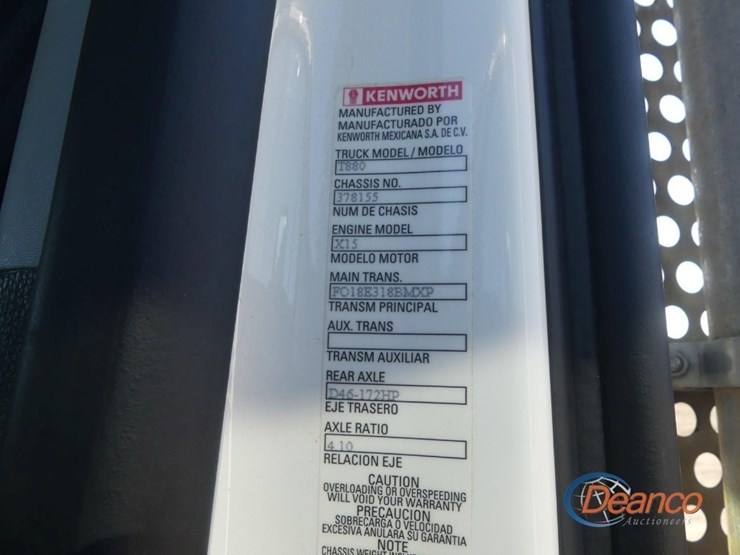 KENWORTH
MANUFACTURED BY
MANUFACTURADO POR
KENWORTH MEXICANA S.A. DE C.V.
TRUCK MODEL / MODELO
T880
CHASSIS NO.
378155
NUM DE CHASIS
ENGINE MODEL
X15
MODELO MOTOR
MAIN TRANS.
FO18E318BMXP
TRANSM PRINCIPAL
AUX. TRANS
TRANSM AUXILIAR
REAR AXLE
D46-172HP
EJE TRASERO
AXLE RATIO
4.10
RELACION EJE
CAUTION
OVERLOADING OR OVERSPEEDING
WILL VOID YOUR WARRANTY
PRECAUCION
SOBRECARGA O VELOCIDAD
EXCESIVA ANULARA SU GARANTIA
NOTE
CHASSIS WEIGHT
Deanco
Auctioneers